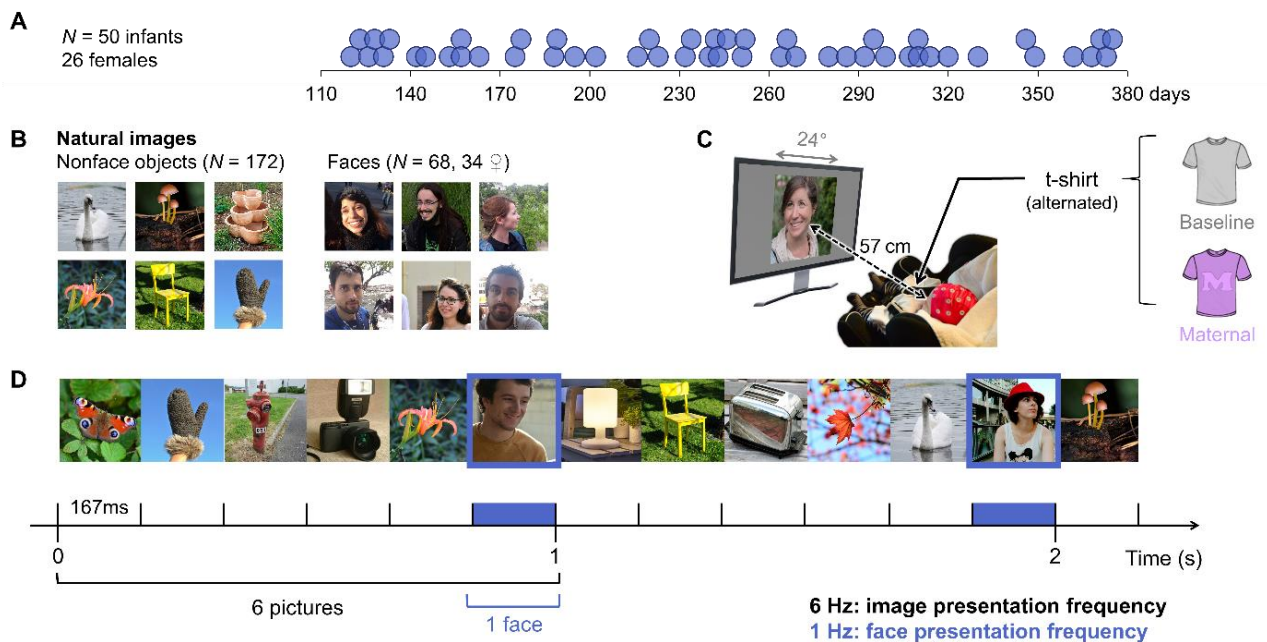 A
N = 50 infants
26 females
110 140 170 200 230 260 290 320 350 380 days
B
Natural images
Nonface objects (N = 172)
Faces (N = 68, 34 ♀)
C
24°
57 cm
t-shirt
(alternated)
Baseline
M
Maternal
D
167ms
0 1 2 Time (s)
6 pictures
1 face
6 Hz: image presentation frequency
1 Hz: face presentation frequency